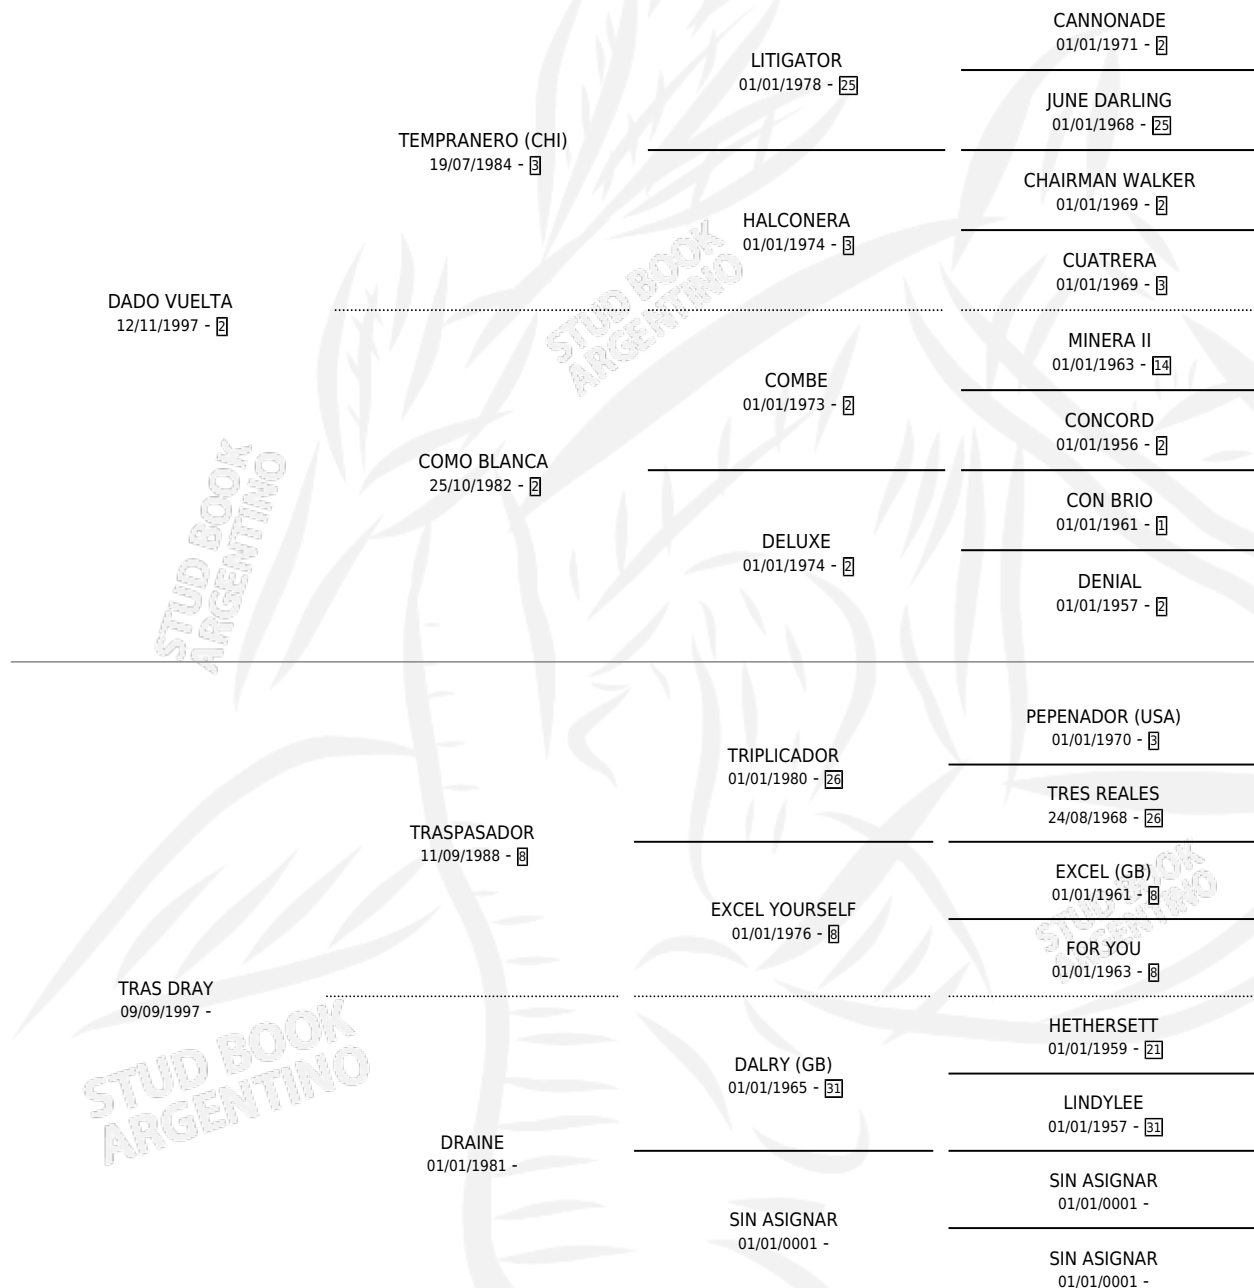 CANNONADE
01/01/1971 - 2
LITIGATOR
01/01/1978 - 25
JUNE DARLING
01/01/1968 - 25
TEMPRANERO (CHI)
19/07/1984 - 3
CHAIRMAN WALKER
01/01/1969 - 2
HALCONERA
01/01/1974 - 3
CUATRERA
01/01/1969 - 3
DADO VUELTA
12/11/1997 - 2
STUD BOOK
ARGENTINO
MINERA II
01/01/1963 - 14
COMBE
01/01/1973 - 2
CONCORD
01/01/1956 - 2
COMO BLANCA
25/10/1982 - 2
CON BRIO
01/01/1961 - 1
DELUXE
01/01/1974 - 2
DENIAL
01/01/1957 - 2
STUD BOOK
ARGENTINO
PEPENADOR (USA)
01/01/1970 - 3
TRIPLICADOR
01/01/1980 - 26
TRES REALES
24/08/1968 - 26
TRASPASADOR
11/09/1988 - 8
EXCEL (GB)
01/01/1961 - 8
EXCEL YOURSELF
01/01/1976 - 8
STUD BOOK
ARGENTINO
FOR YOU
01/01/1963 - 8
TRAS DRAY
09/09/1997 -
HETHERSETT
01/01/1959 - 21
STUD BOOK
ARGENTINO
DALRY (GB)
01/01/1965 - 31
LINDYLEE
01/01/1957 - 31
DRAINE
01/01/1981 -
SIN ASIGNAR
01/01/0001 -
SIN ASIGNAR
01/01/0001 -
SIN ASIGNAR
01/01/0001 -